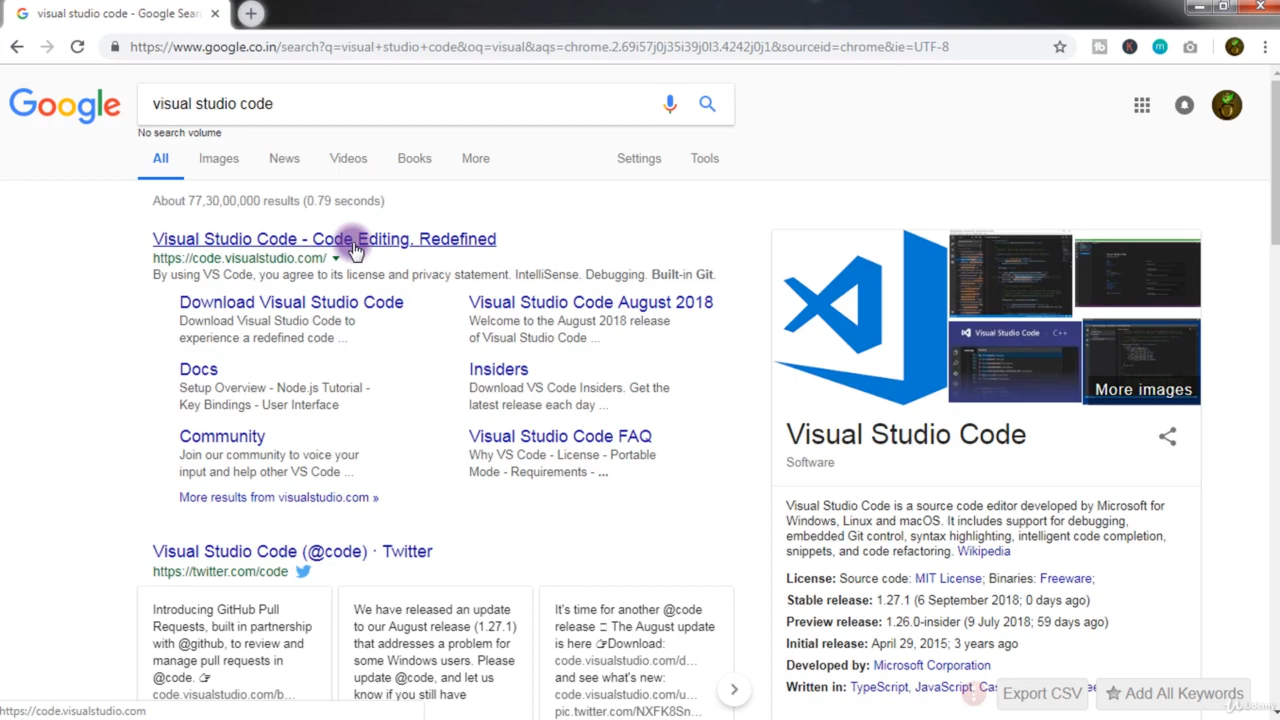 visual studio code - Google Sear
https://www.google.co.in/search?q=visual+studio+code&oq=visual&aqs=chrome.2.69i57j0j35i39j0l3.4242j0j1&sourceid=chrome&ie=UTF-8
Google
visual studio code
No search volume
All Images News Videos Books More Settings Tools
About 77,30,00,000 results (0.79 seconds)
Visual Studio Code - Code Editing. Redefined
https://code.visualstudio.com/
By using VS Code, you agree to its license and privacy statement. IntelliSense. Debugging. Built-in Git.
Download Visual Studio Code
Download Visual Studio Code to
experience a redefined code ...
Visual Studio Code August 2018
Welcome to the August 2018 release
of Visual Studio Code ...
Docs
Setup Overview - Node.js Tutorial -
Key Bindings - User Interface
Insiders
Download VS Code Insiders. Get the
latest release each day ...
Community
Join our community to voice your
input and help other VS Code ...
Visual Studio Code FAQ
Why VS Code - License - Portable
Mode - Requirements - ...
More results from visualstudio.com »
Visual Studio Code (@code) · Twitter
https://twitter.com/code
Introducing GitHub Pull
Requests, built in partnership
with @github, to review and
manage pull requests in
@code.
code.visualstudio.com/b...
We have released an update
to our August release (1.27.1)
that addresses a problem for
some Windows users. Please
update @code, and let us
know if you still have
It's time for another @code
release The August update
is here Download:
code.visualstudio.com/d...
and see what's new:
code.visualstudio.com/u...
pic.twitter.com/NXFK8Sn...
Visual Studio Code
C++
More images
Visual Studio Code
Software
Visual Studio Code is a source code editor developed by Microsoft for
Windows, Linux and macOS. It includes support for debugging,
embedded Git control, syntax highlighting, intelligent code completion,
snippets, and code refactoring. Wikipedia
License: Source code: MIT License; Binaries: Freeware;
Stable release: 1.27.1 (6 September 2018; 0 days ago)
Preview release: 1.26.0-insider (9 July 2018; 59 days ago)
Initial release: April 29, 2015; 3 years ago
Developed by: Microsoft Corporation
Written in: TypeScript, JavaScript,
Export CSV
Add All Keywords
Udemy
https://code.visualstudio.com